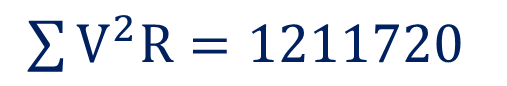 ∑ V²R = 1211720